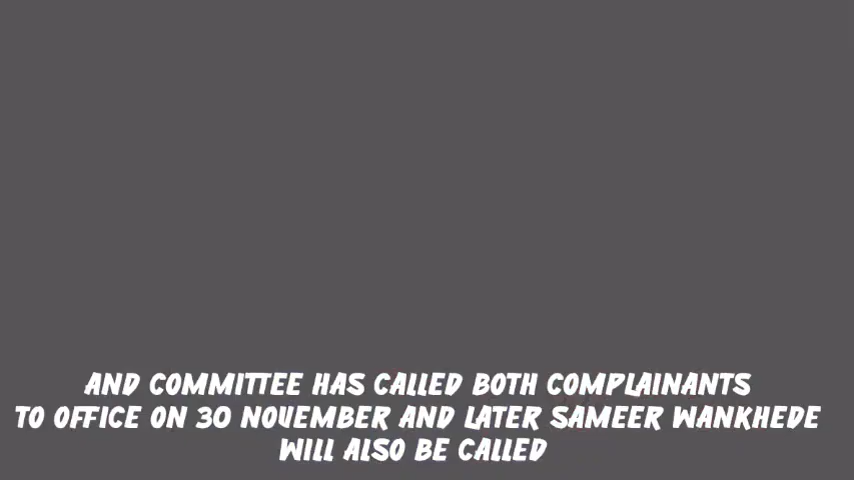 AND COMMITTEE HAS CALLED BOTH COMPLAINANTS
TO OFFICE ON 30 NOVEMBER AND LATER SAMEER WANKHEDE
WILL ALSO BE CALLED